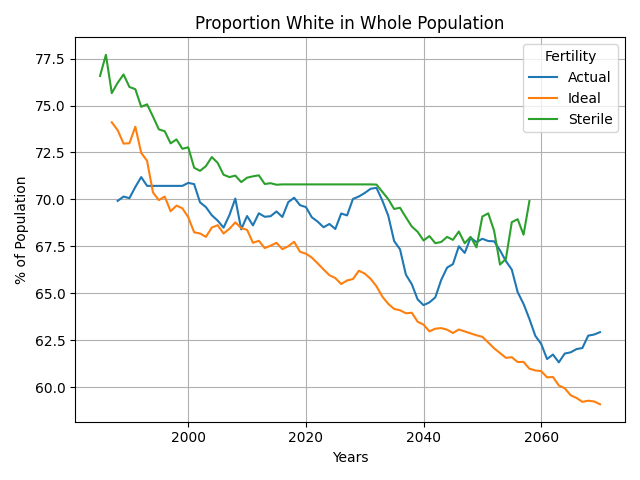 Proportion White in Whole Population
% of Population
77.5
75.0
72.5
70.0
67.5
65.0
62.5
60.0
Fertility
Actual
Ideal
Sterile
2000
2020
2040
2060
Years